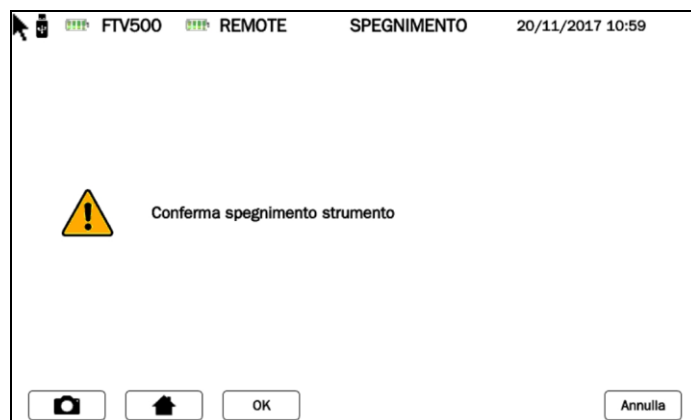 FTV500 REMOTE SPEGNIMENTO 20/11/2017 10:59
Conferma spegnimento strumento
OK Annulla